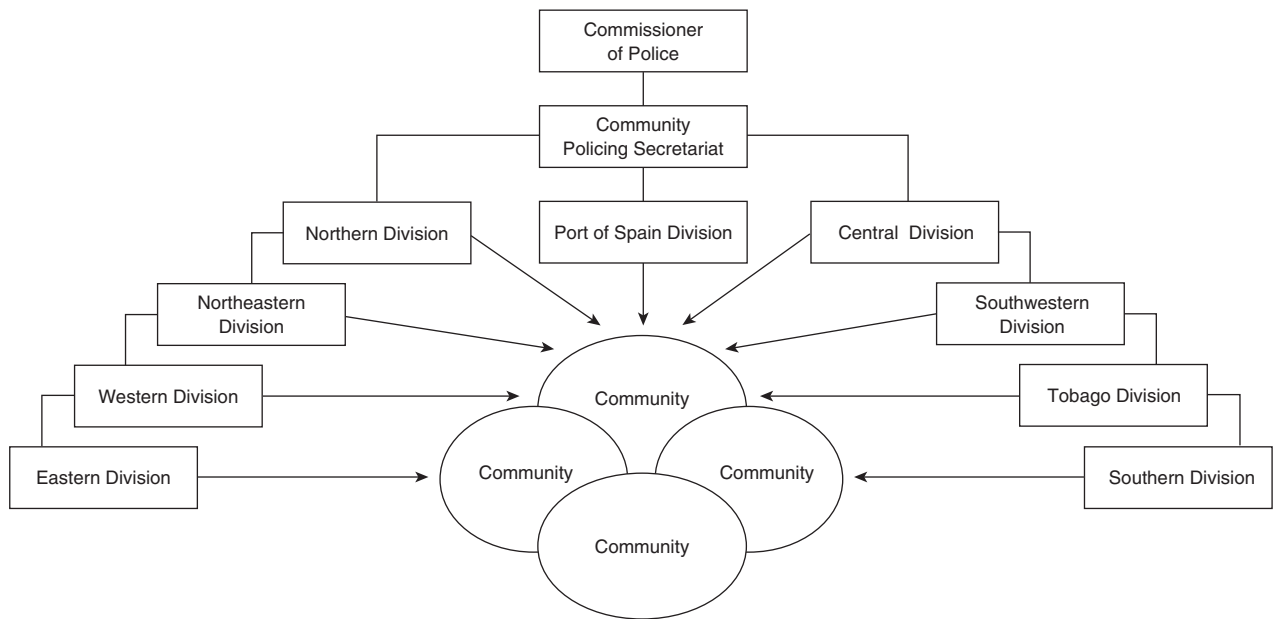 Commissioner
of Police
Community
Policing Secretariat
Northern Division
Port of Spain Division
Central Division
Northeastern
Division
Southwestern
Division
Western Division
Community
Tobago Division
Eastern Division
Community
Community
Southern Division
Community